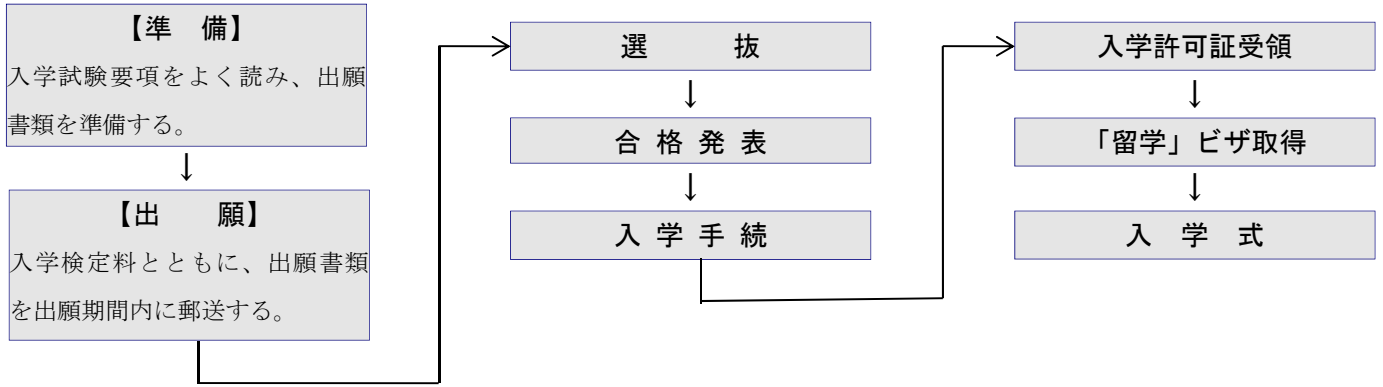 【準　備】
入学試験要項をよく読み、出願
書類を準備する。
↓
【出　　願】
入学検定料とともに、出願書類
を出願期間内に郵送する。
選　　　抜
↓
合 格 発 表
↓
入 学 手 続
入学許可証受領
↓
「留学」ビザ取得
↓
入　学　式